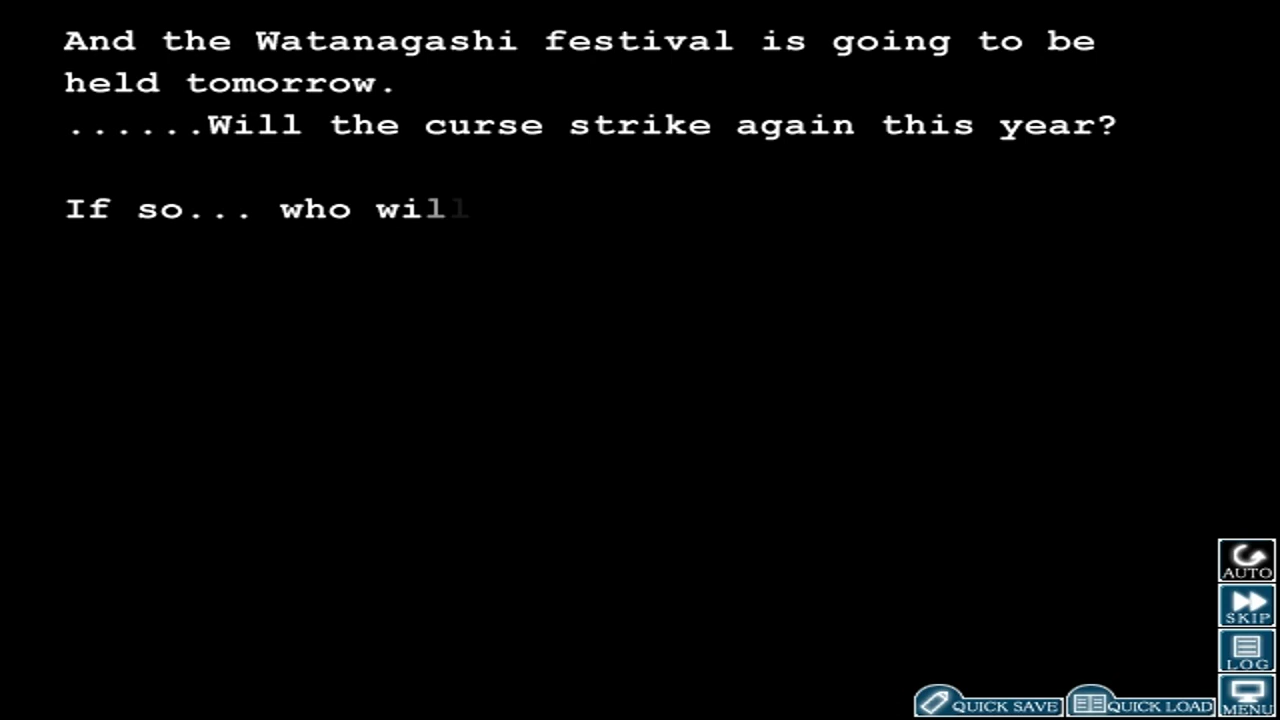 And the Watanagashi festival is going to be
held tomorrow.
......Will the curse strike again this year?
If so... who will
AUTO
SKIP
LOG
QUICK SAVE
QUICK LOAD
MENU